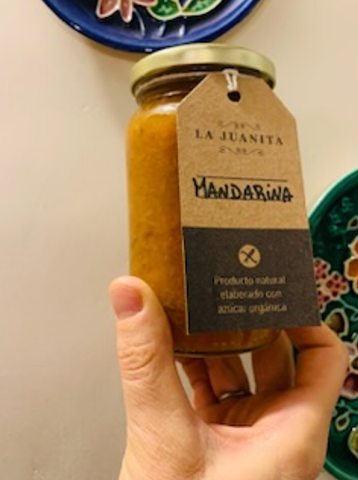 LA JUANITA
MANDARINA
Producto natural
elaborado con
azúcar orgánica